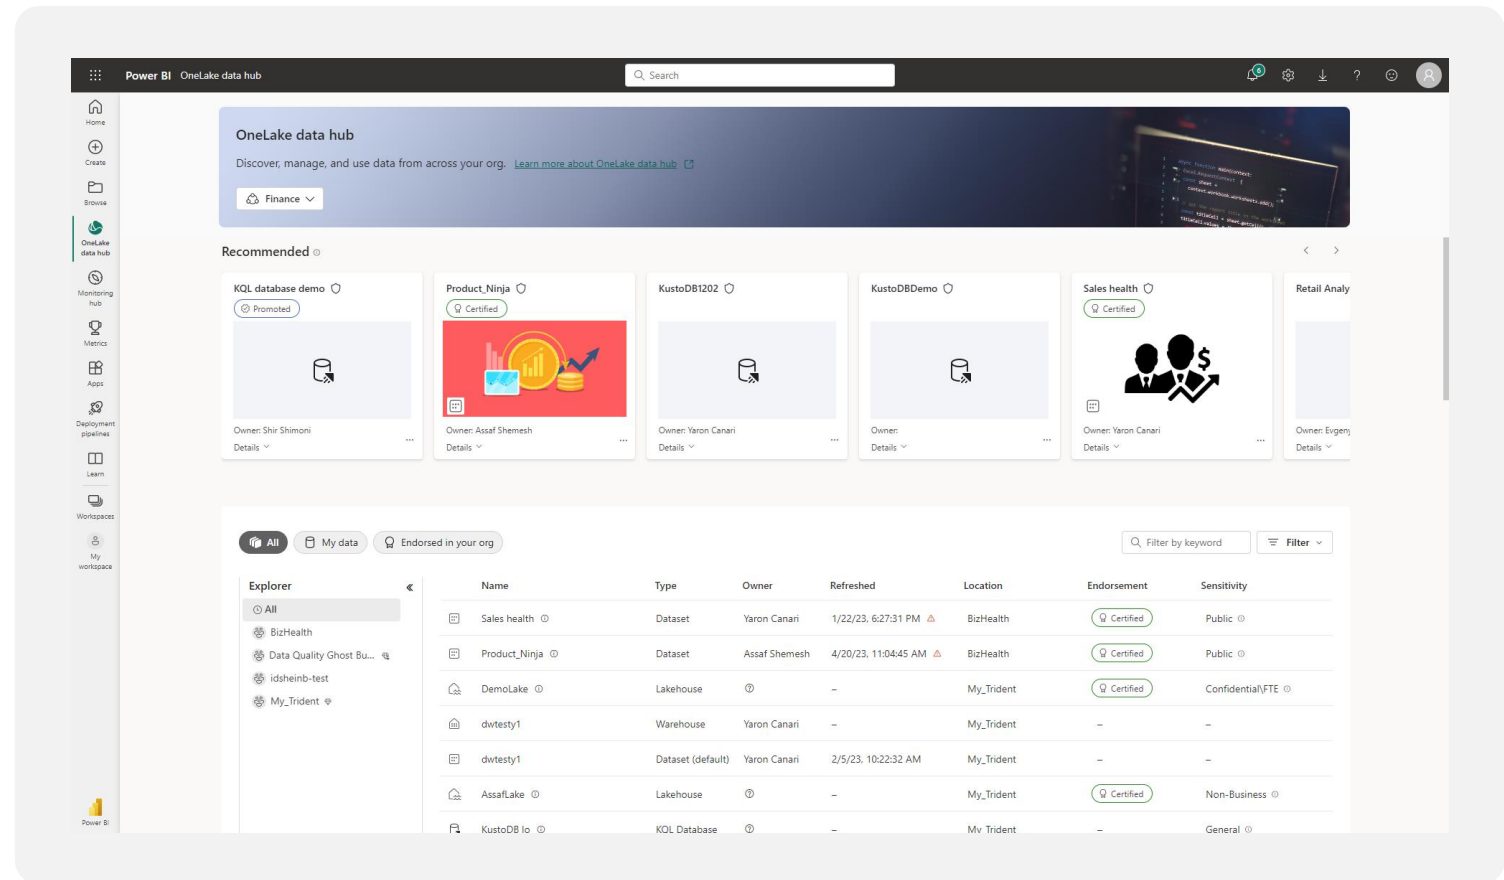 Power BI OneLake data hub
Search
6
Home
Create
Browse
OneLake
data hub
Monitoring
hub
Metrics
Apps
Deployment
pipelines
Learn
Workspaces
My
workspace
Power BI
OneLake data hub
Discover, manage, and use data from across your org. Learn more about OneLake data hub
Finance
Recommended
KQL database demo
Promoted
Owner: Shir Shimoni
Details
Product_Ninja
Certified
Owner: Assaf Shemesh
Details
KustoDB1202
Owner: Yaron Canari
Details
KustoDBDemo
Owner:
Details
Sales health
Certified
$
Owner: Yaron Canari
Details
Retail Analy
Owner: Evgeny
Details
All My data Endorsed in your org
Filter by keyword Filter
Explorer
All
BizHealth
Data Quality Ghost Bu...
idsheinb-test
My_Trident
Name Type Owner Refreshed Location Endorsement Sensitivity
Sales health Dataset Yaron Canari 1/22/23, 6:27:31 PM BizHealth Certified Public
Product_Ninja Dataset Assaf Shemesh 4/20/23, 11:04:45 AM BizHealth Certified Public
DemoLake Lakehouse – My_Trident Certified Confidential\FTE
dwtesty1 Warehouse Yaron Canari – My_Trident – –
dwtesty1 Dataset (default) Yaron Canari 2/5/23, 10:22:32 AM My_Trident – –
AssafLake Lakehouse – My_Trident Certified Non-Business
KustoDB lo KQL Database – My Trident – General